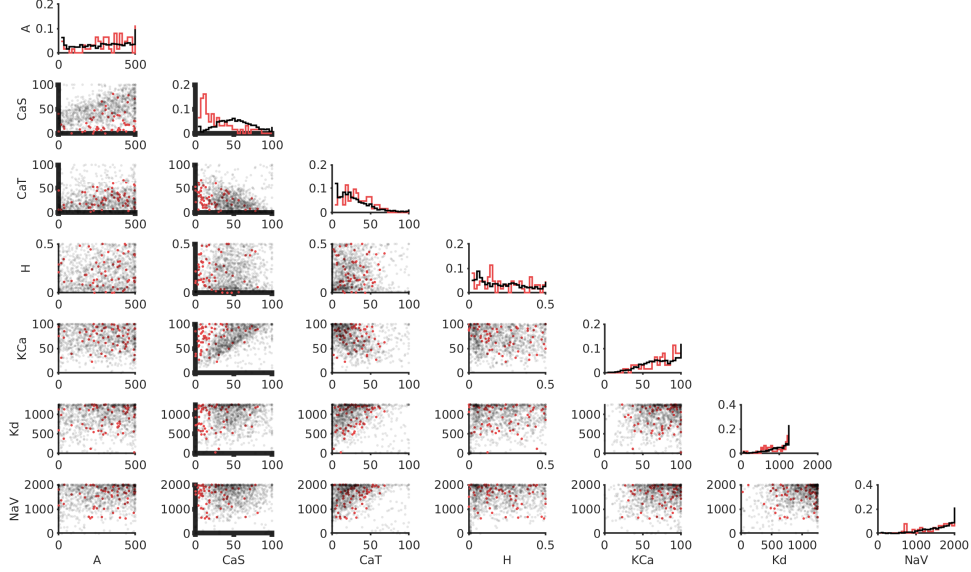 0.2
A
0.1
0
0 500
100 0.2
CaS
50 0.1
0 0
0 500 0 50 100
100 100 0.2
CaT
50 50 0.1
0 0 0
0 500 0 50 100 0 50 100
0.5 0.5 0.5 0.2
H
0.1
0 0 0 0
0 500 0 50 100 0 50 100 0 0.5
100 100 100 100 0.2
KCa
50 50 50 50 0.1
0 0 0 0 0
0 500 0 50 100 0 50 100 0 0.5 0 50 100
0.4
1000 1000 1000 1000 1000
Kd
500 500 500 500 500 0.2
0 0 0 0 0 0
0 500 0 50 100 0 50 100 0 0.5 0 50 100 0 1000 2000
2000 2000 2000 2000 2000 2000 0.4
NaV
1000 1000 1000 1000 1000 1000 0.2
0 0 0 0 0 0 0
0 500 0 50 100 0 50 100 0 0.5 0 50 100 0 500 1000 0 1000 2000
A CaS CaT H KCa Kd NaV